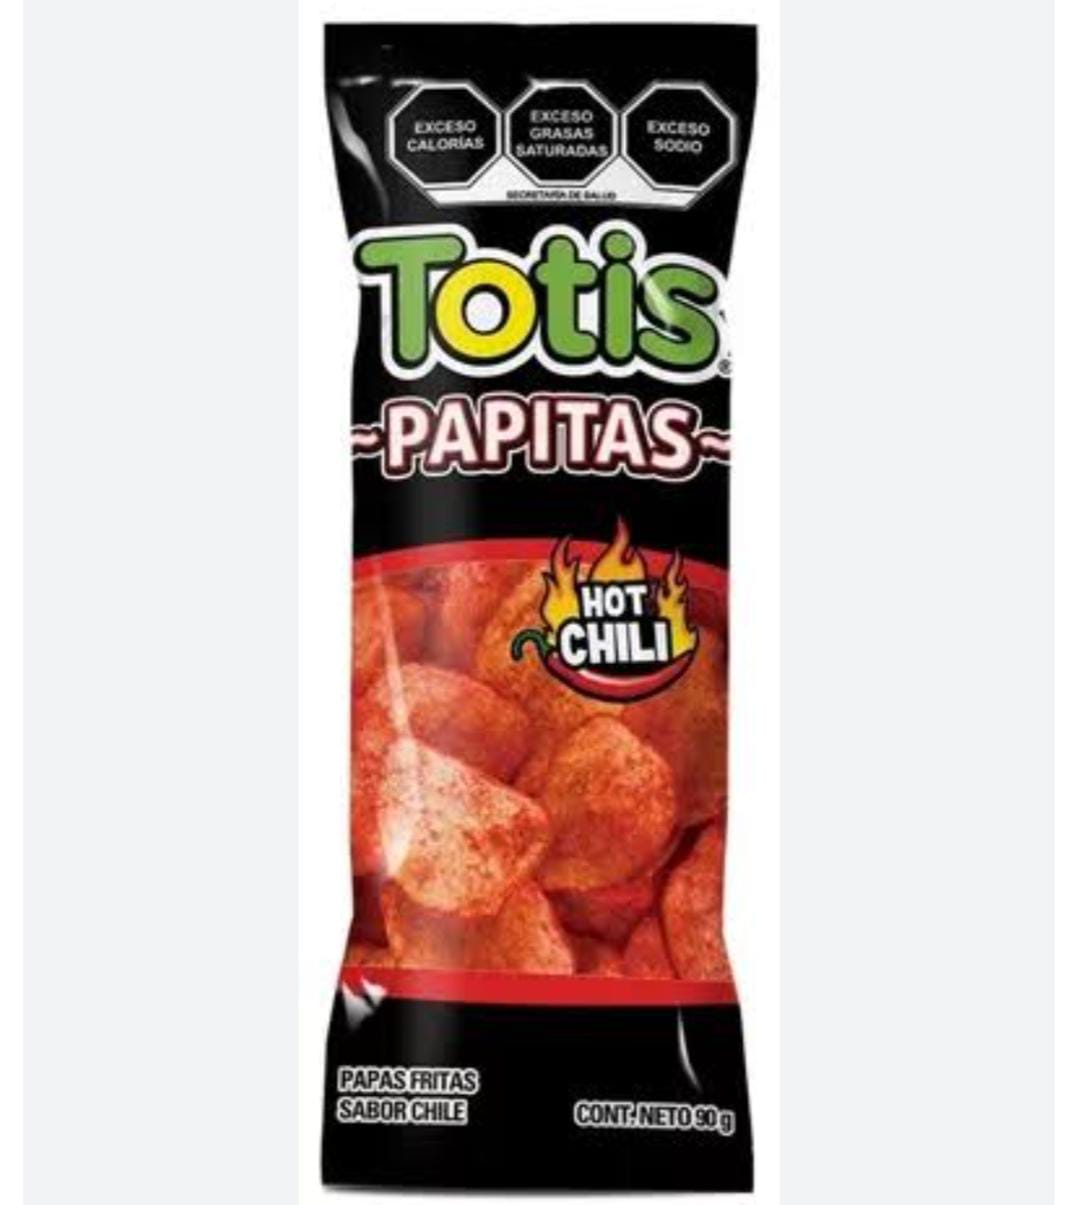 EXCESO
CALORÍAS
EXCESO
GRASAS
SATURADAS
EXCESO
SODIO
SECRETARÍA DE SALUD
Totis®
~PAPITAS~
HOT
CHILI
PAPAS FRITAS
SABOR CHILE
CONT. NETO 90 g